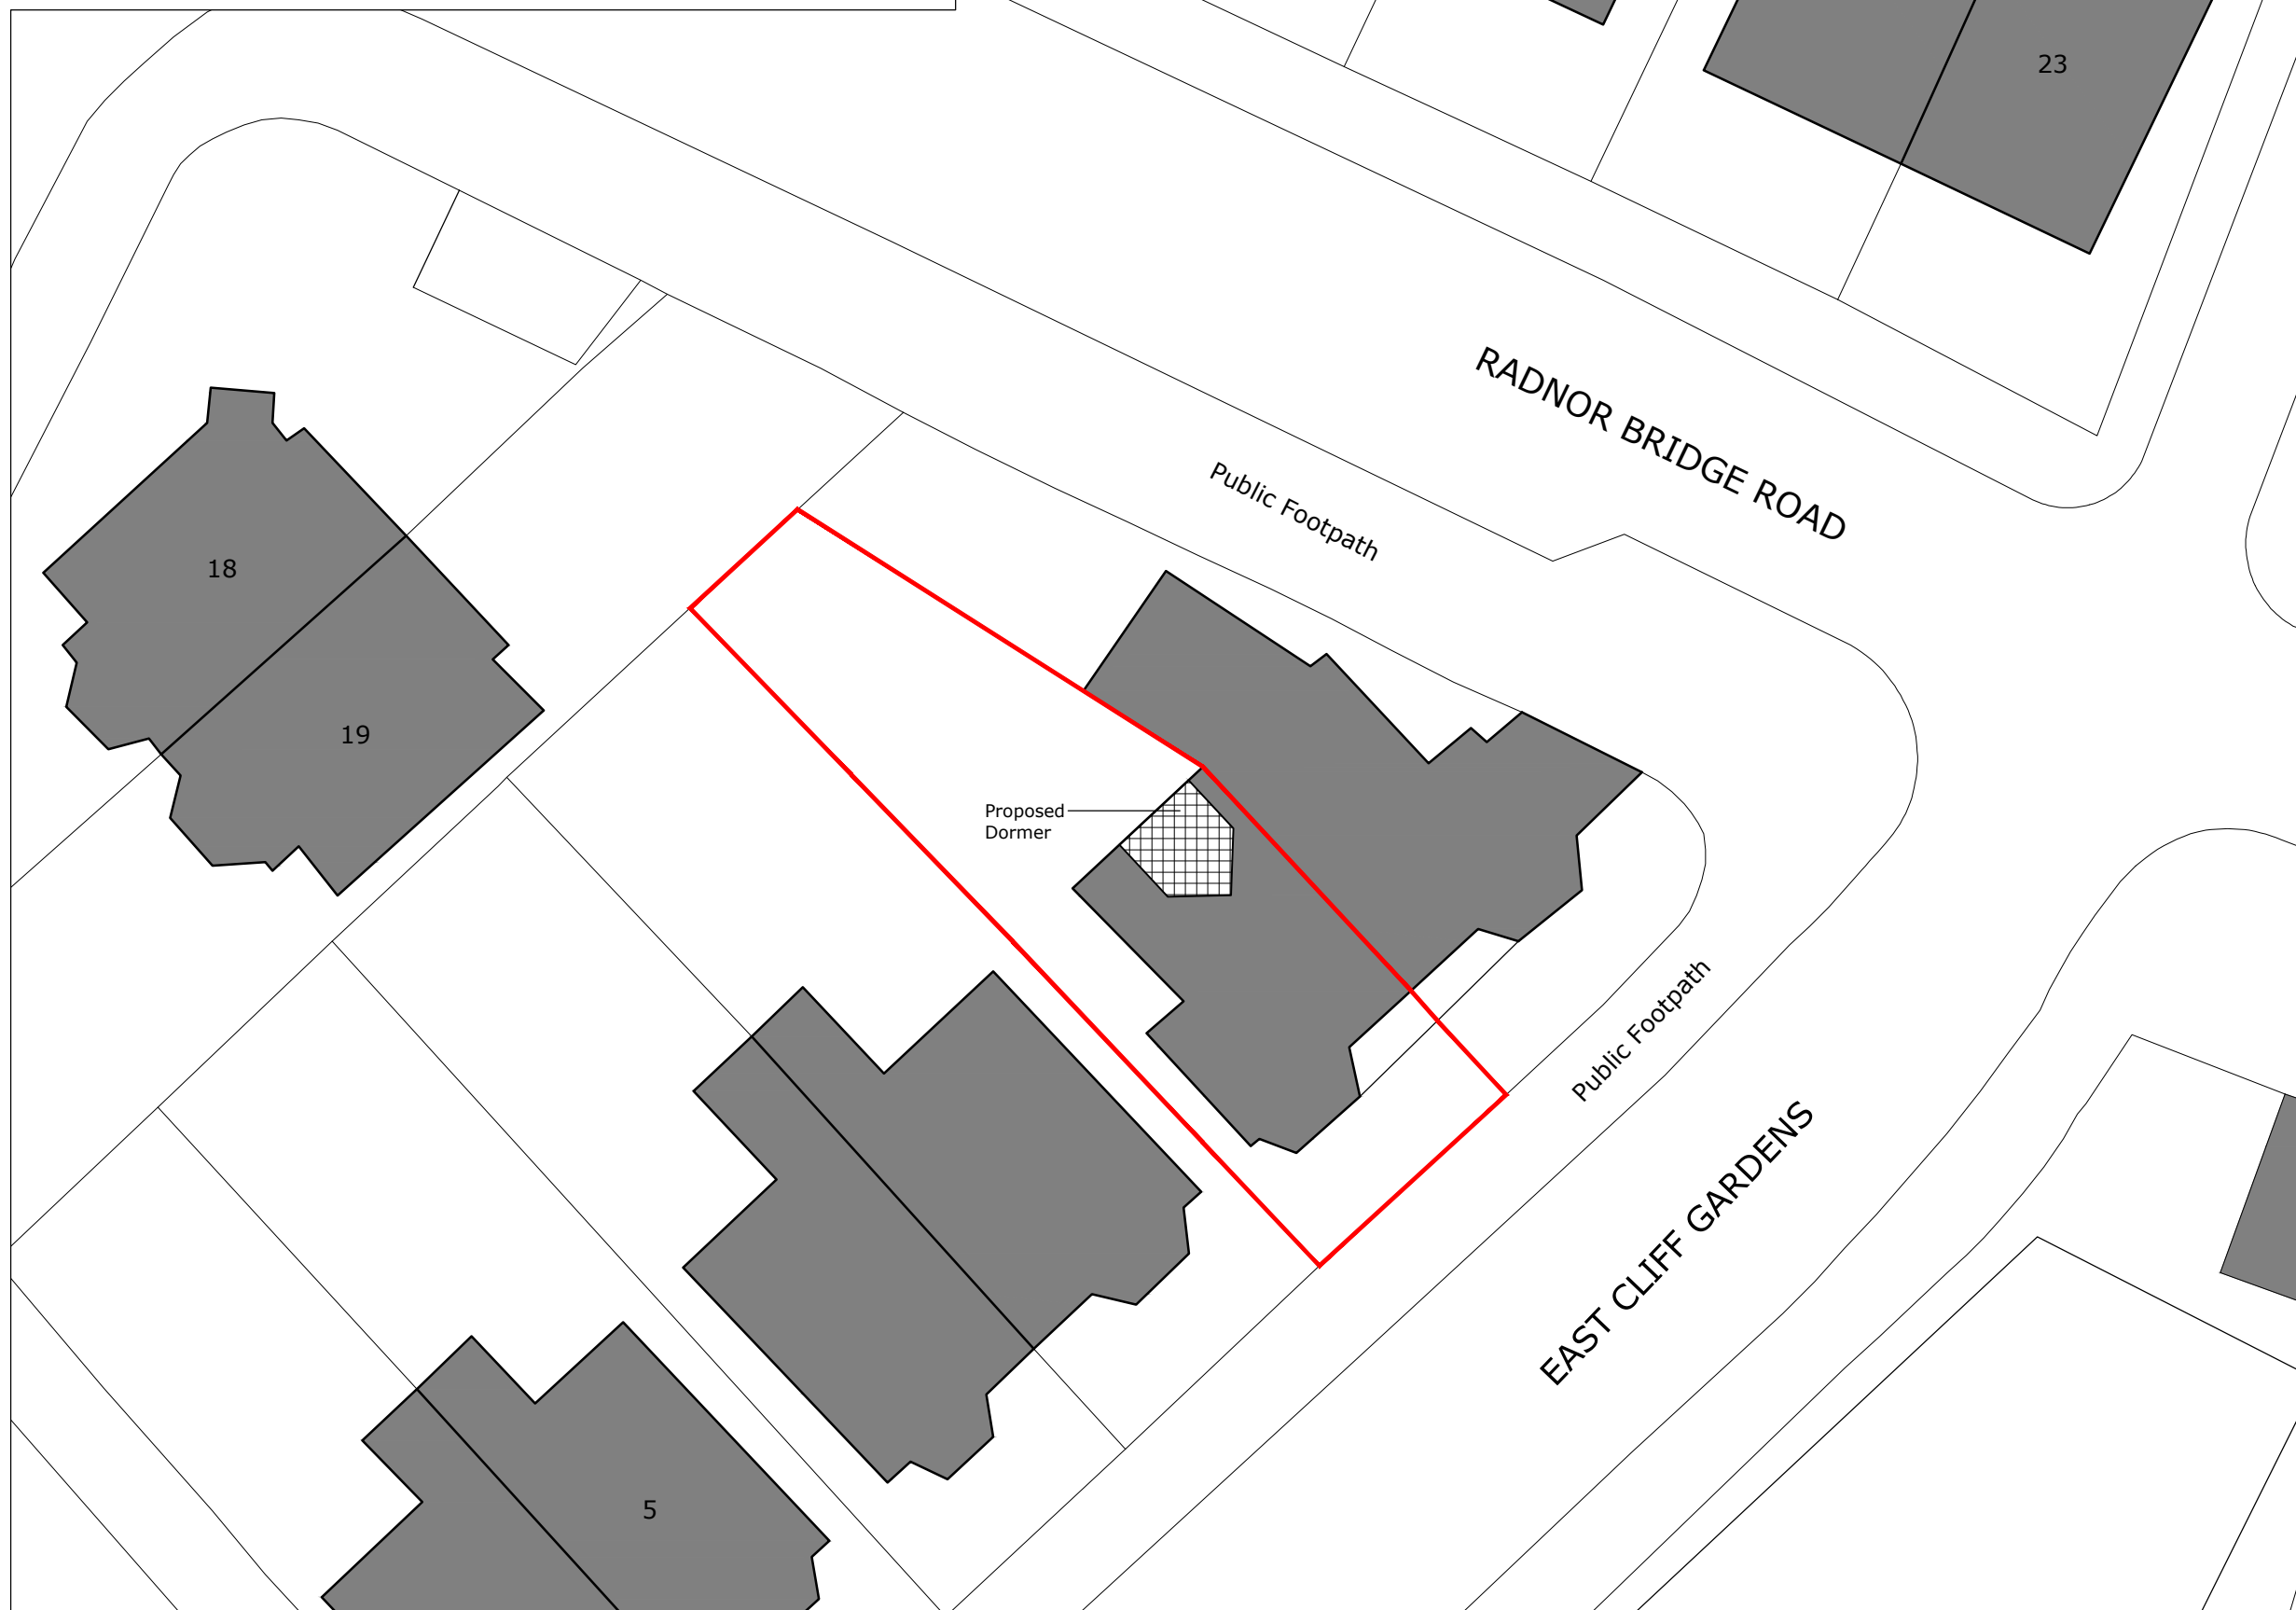 23
RADNOR BRIDGE ROAD
Public Footpath
18
19
Proposed
Dormer
Public Footpath
EAST CLIFF GARDENS
5